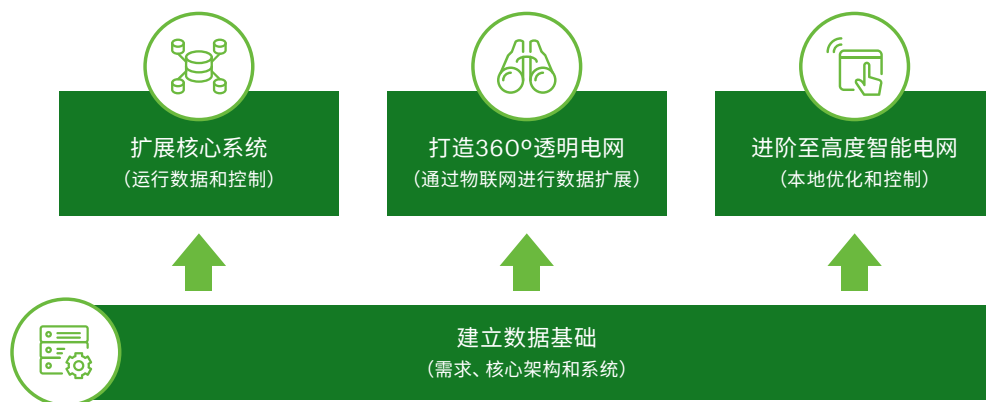 扩展核心系统
（运行数据和控制）
打造360º透明电网
（通过物联网进行数据扩展）
进阶至高度智能电网
（本地优化和控制）
建立数据基础
（需求、核心架构和系统）